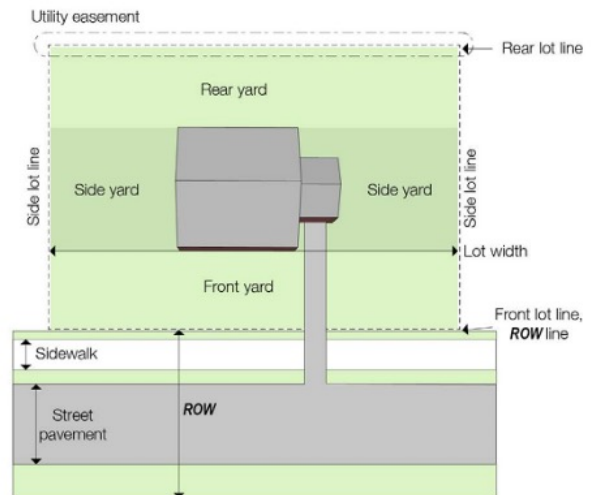 Utility easement
Rear lot line
Rear yard
Side lot line
Side yard
Side yard
Side lot line
Lot width
Front yard
Front lot line,
ROW line
Sidewalk
ROW
Street
pavement